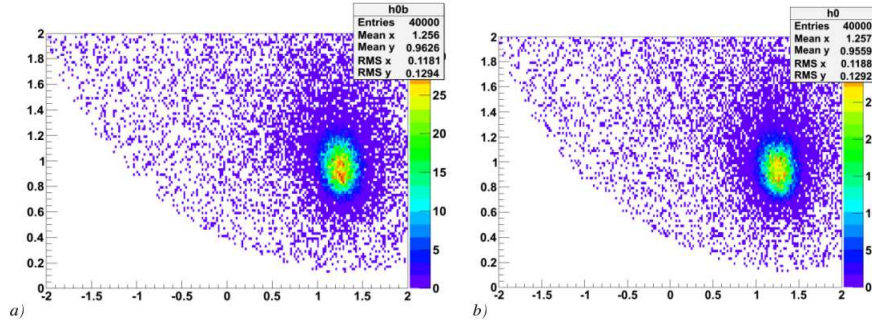 h0b
Entries 40000
Mean x 1.256
Mean y 0.9626
RMS x 0.1181
RMS y 0.1294
2
1.8
1.6
1.4
1.2
1
0.8
0.6
0.4
0.2
0
-2 -1.5 -1 -0.5 0 0.5 1 1.5 2
25
20
15
10
5
0
a)
h0
Entries 40000
Mean x 1.257
Mean y 0.9559
RMS x 0.1188
RMS y 0.1292
2
1.8
1.6
1.4
1.2
1
0.8
0.6
0.4
0.2
0
-2 -1.5 -1 -0.5 0 0.5 1 1.5 2
5
0
b)